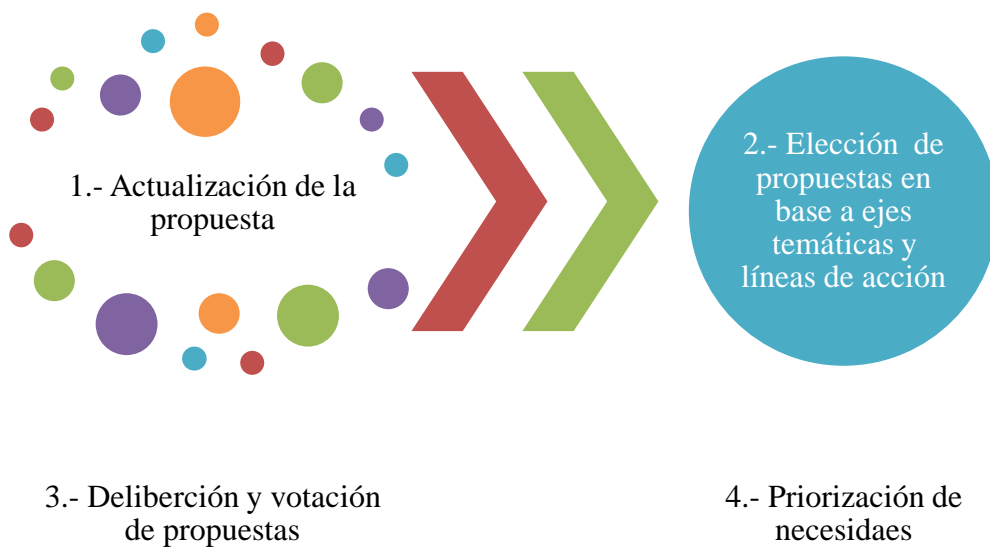 1.- Actualización de la
propuesta
2.- Elección de
propuestas en
base a ejes
temáticas y
líneas de acción
3.- Deliberción y votación
de propuestas
4.- Priorización de
necesidaes